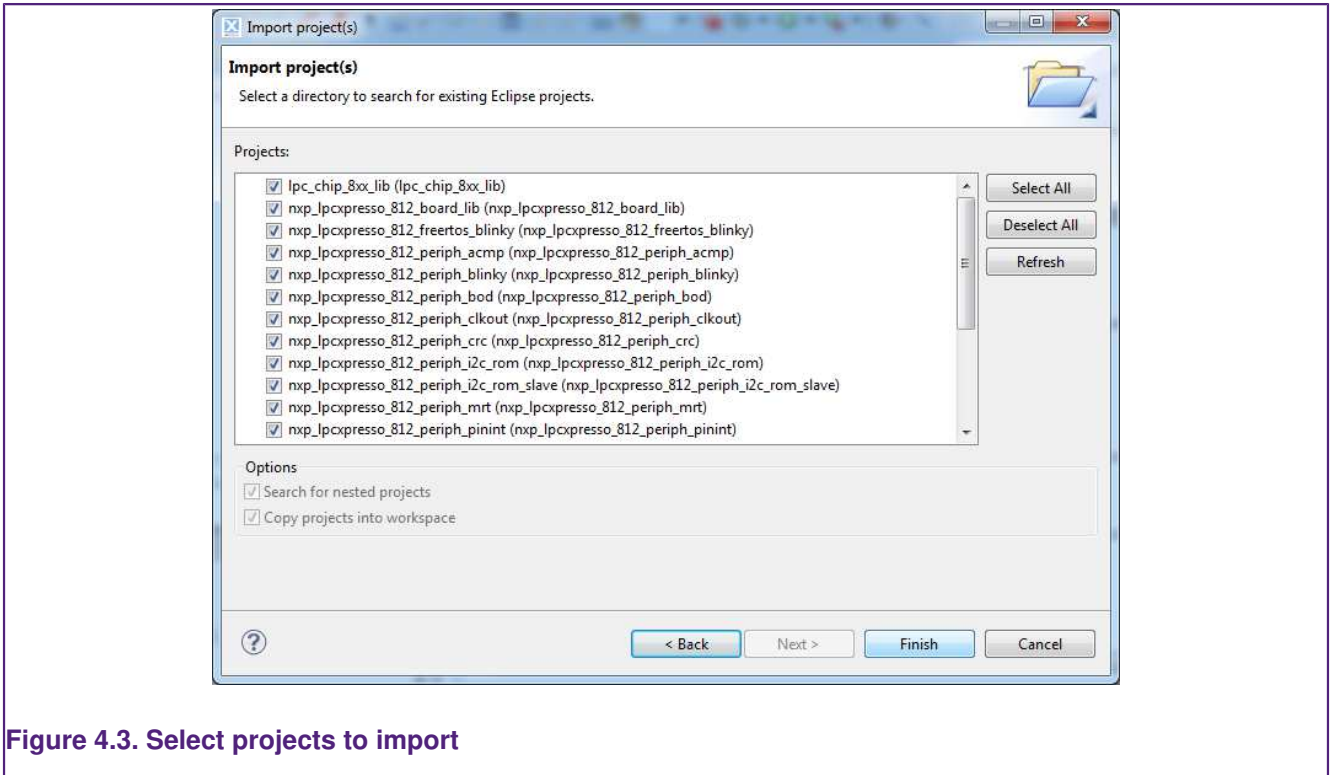 Import project(s)
Import project(s)
Select a directory to search for existing Eclipse projects.
Projects:
lpc_chip_8xx_lib (lpc_chip_8xx_lib)
nxp_lpcxpresso_812_board_lib (nxp_lpcxpresso_812_board_lib)
nxp_lpcxpresso_812_freertos_blinky (nxp_lpcxpresso_812_freertos_blinky)
nxp_lpcxpresso_812_periph_acmp (nxp_lpcxpresso_812_periph_acmp)
nxp_lpcxpresso_812_periph_blinky (nxp_lpcxpresso_812_periph_blinky)
nxp_lpcxpresso_812_periph_bod (nxp_lpcxpresso_812_periph_bod)
nxp_lpcxpresso_812_periph_clkout (nxp_lpcxpresso_812_periph_clkout)
nxp_lpcxpresso_812_periph_crc (nxp_lpcxpresso_812_periph_crc)
nxp_lpcxpresso_812_periph_i2c_rom (nxp_lpcxpresso_812_periph_i2c_rom)
nxp_lpcxpresso_812_periph_i2c_rom_slave (nxp_lpcxpresso_812_periph_i2c_rom_slave)
nxp_lpcxpresso_812_periph_mrt (nxp_lpcxpresso_812_periph_mrt)
nxp_lpcxpresso_812_periph_pinint (nxp_lpcxpresso_812_periph_pinint)
Select All
Deselect All
Refresh
Options
Search for nested projects
Copy projects into workspace
< Back
Next >
Finish
Cancel
Figure 4.3. Select projects to import